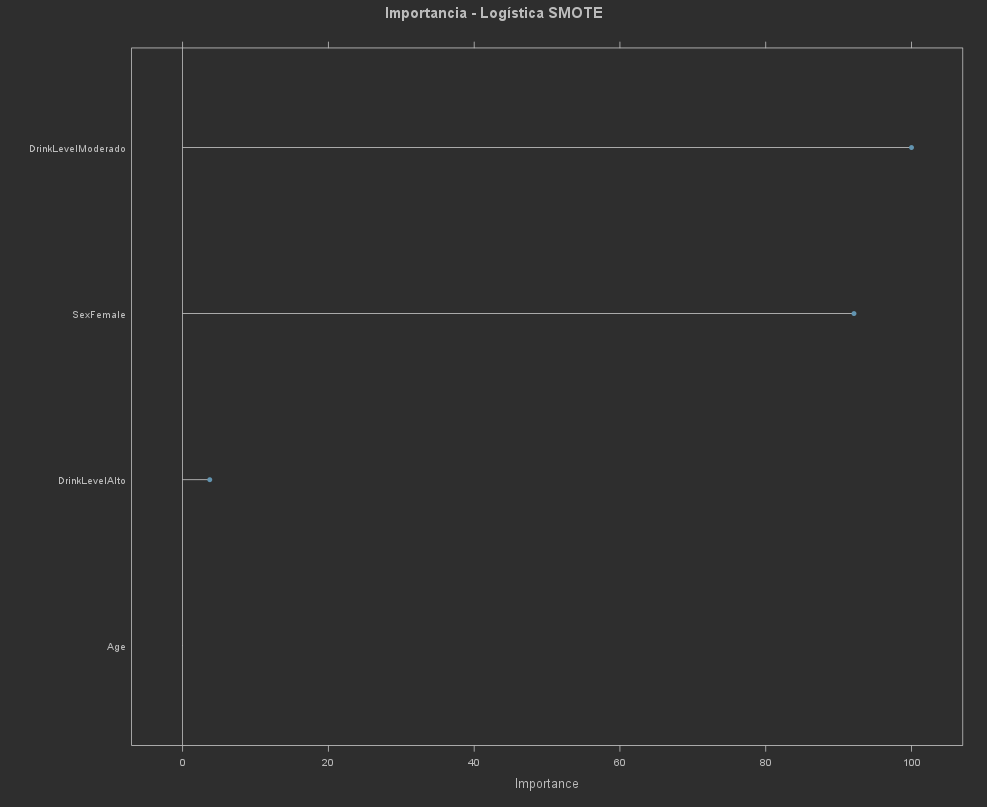 Importancia - Logística SMOTE
DrinkLevelModerado
SexFemale
DrinkLevelAlto
Age
0 20 40 60 80 100
Importance